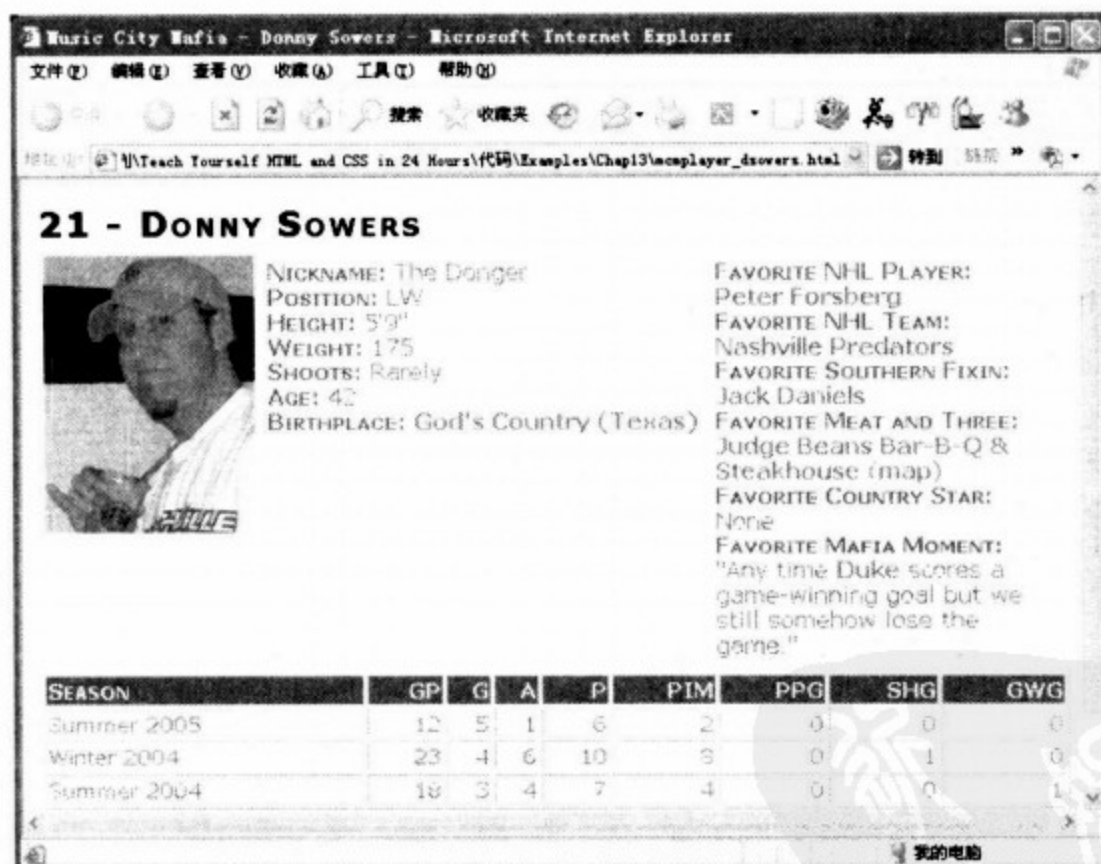 Music City Mafia - Donny Sowers - Microsoft Internet Explorer
文件(F) 编辑(E) 查看(V) 收藏(A) 工具(T) 帮助(H)
搜索 收藏夹
\Teach Yourself HTML and CSS in 24 Hours\代码\Examples\Chap13\mcmplayer_dsowers.html 转到 »
21 - DONNY SOWERS
NICKNAME: The Donger
POSITION: LW
HEIGHT: 5'9"
WEIGHT: 175
SHOOTS: Rarely
AGE: 42
BIRTHPLACE: God's Country (Texas)
FAVORITE NHL PLAYER:
Peter Forsberg
FAVORITE NHL TEAM:
Nashville Predators
FAVORITE SOUTHERN FIXIN:
Jack Daniels
FAVORITE MEAT AND THREE:
Judge Beans Bar-B-Q &
Steakhouse (map)
FAVORITE COUNTRY STAR:
None
FAVORITE MAFIA MOMENT:
"Any time Duke scores a
game-winning goal but we
still somehow lose the
game."
SEASON GP G A P PIM PPG SHG GWG
Summer 2005 12 5 1 6 2 0 0 0
Winter 2004 23 4 6 10 8 0 1 0
Summer 2004 18 3 4 7 4 0 0 1
我的电脑